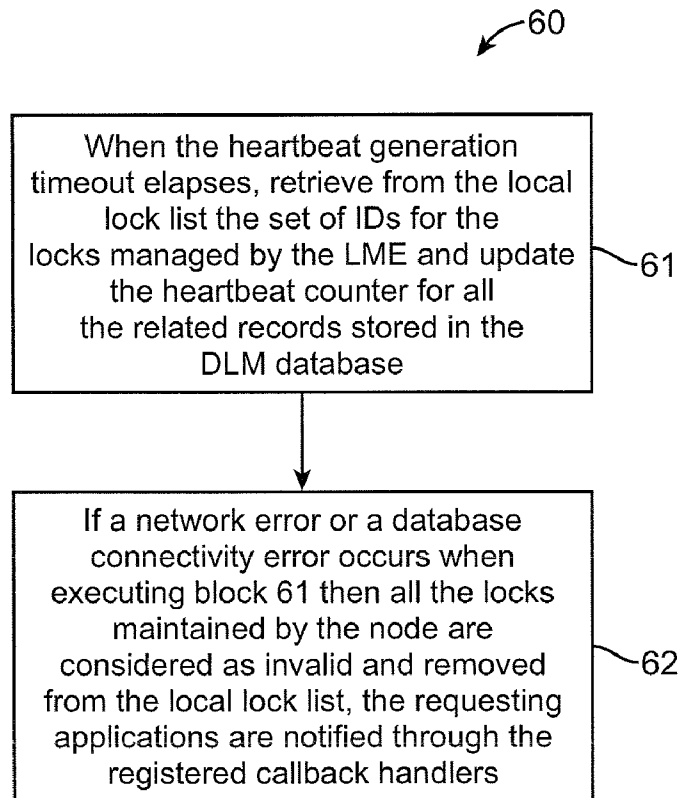 60
When the heartbeat generation
timeout elapses, retrieve from the local
lock list the set of IDs for the
locks managed by the LME and update
the heartbeat counter for all
the related records stored in the
DLM database
61
If a network error or a database
connectivity error occurs when
executing block 61 then all the locks
maintained by the node are
considered as invalid and removed
from the local lock list, the requesting
applications are notified through the
registered callback handlers
62